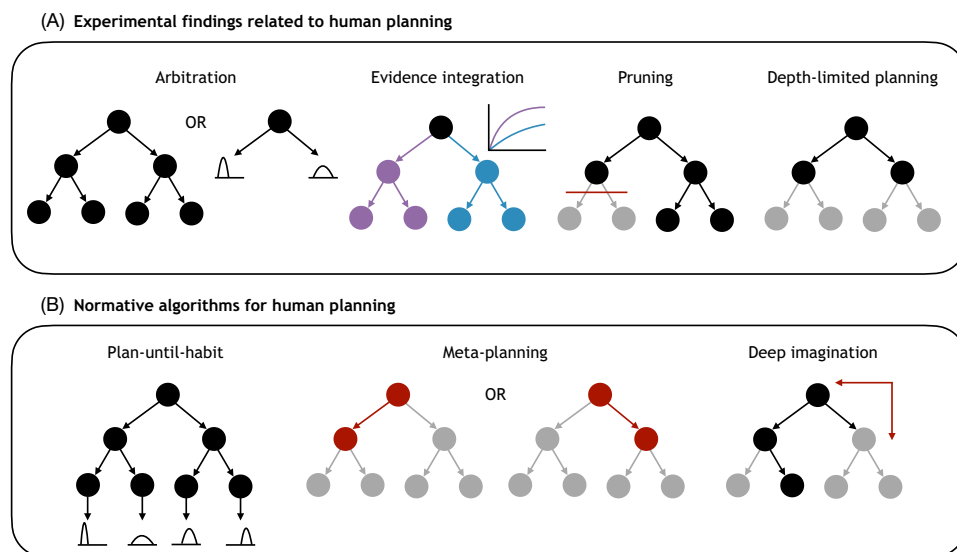 (A) Experimental findings related to human planning
Arbitration
Evidence integration
Pruning
Depth-limited planning
OR
(B) Normative algorithms for human planning
Plan-until-habit
Meta-planning
Deep imagination
OR